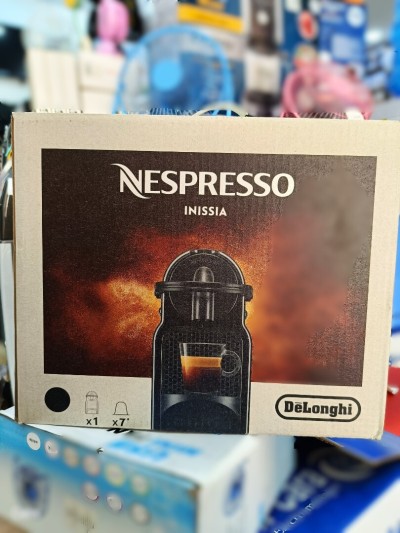 NESPRESSO
INISSIA
x1 x7*
DeLonghi